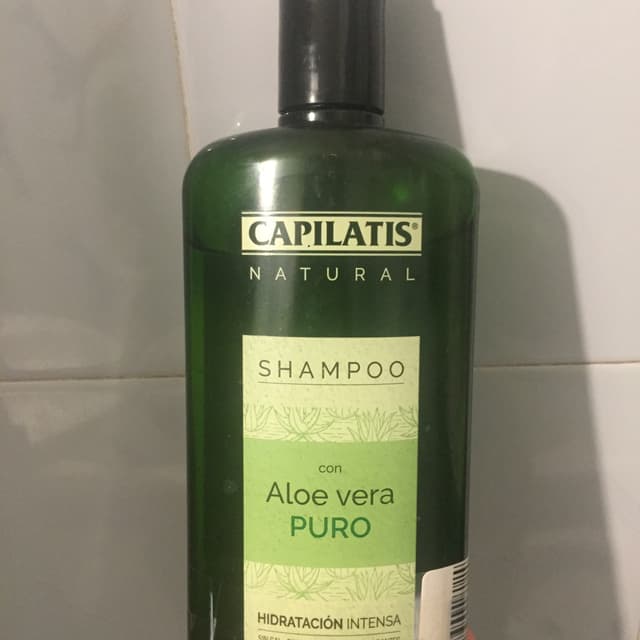 CAPILATIS®
NATURAL
SHAMPOO
con
Aloe vera
PURO
HIDRATACIÓN INTENSA